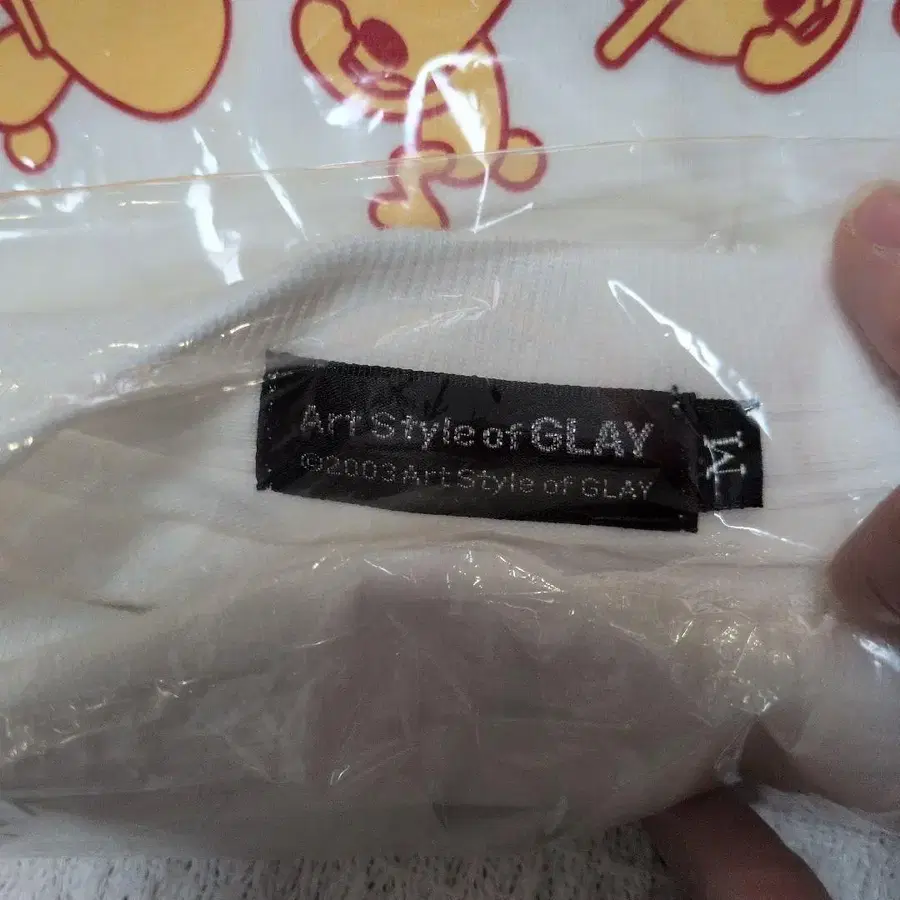 Art Style of GLAY
©2003 Art Style of GLAY
M